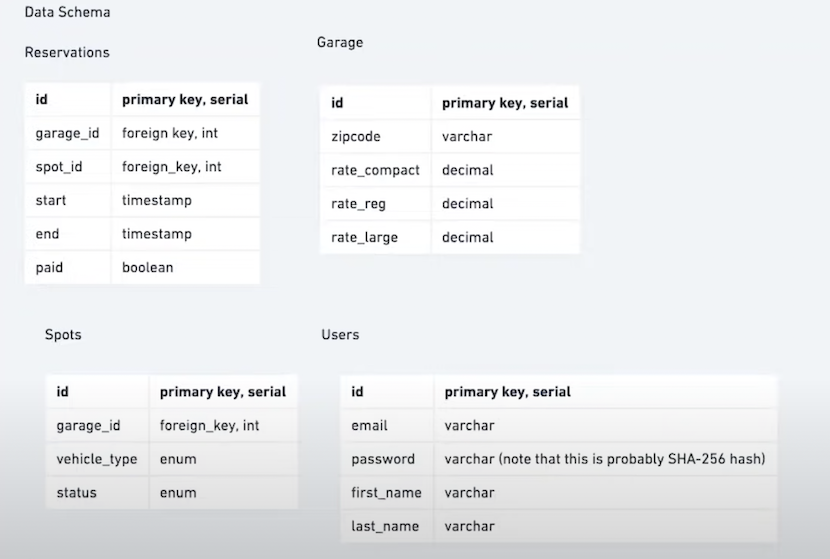 Data Schema
Reservations
id primary key, serial
garage_id foreign key, int
spot_id foreign_key, int
start timestamp
end timestamp
paid boolean
Garage
id primary key, serial
zipcode varchar
rate_compact decimal
rate_reg decimal
rate_large decimal
Spots
id primary key, serial
garage_id foreign_key, int
vehicle_type enum
status enum
Users
id primary key, serial
email varchar
password varchar (note that this is probably SHA-256 hash)
first_name varchar
last_name varchar